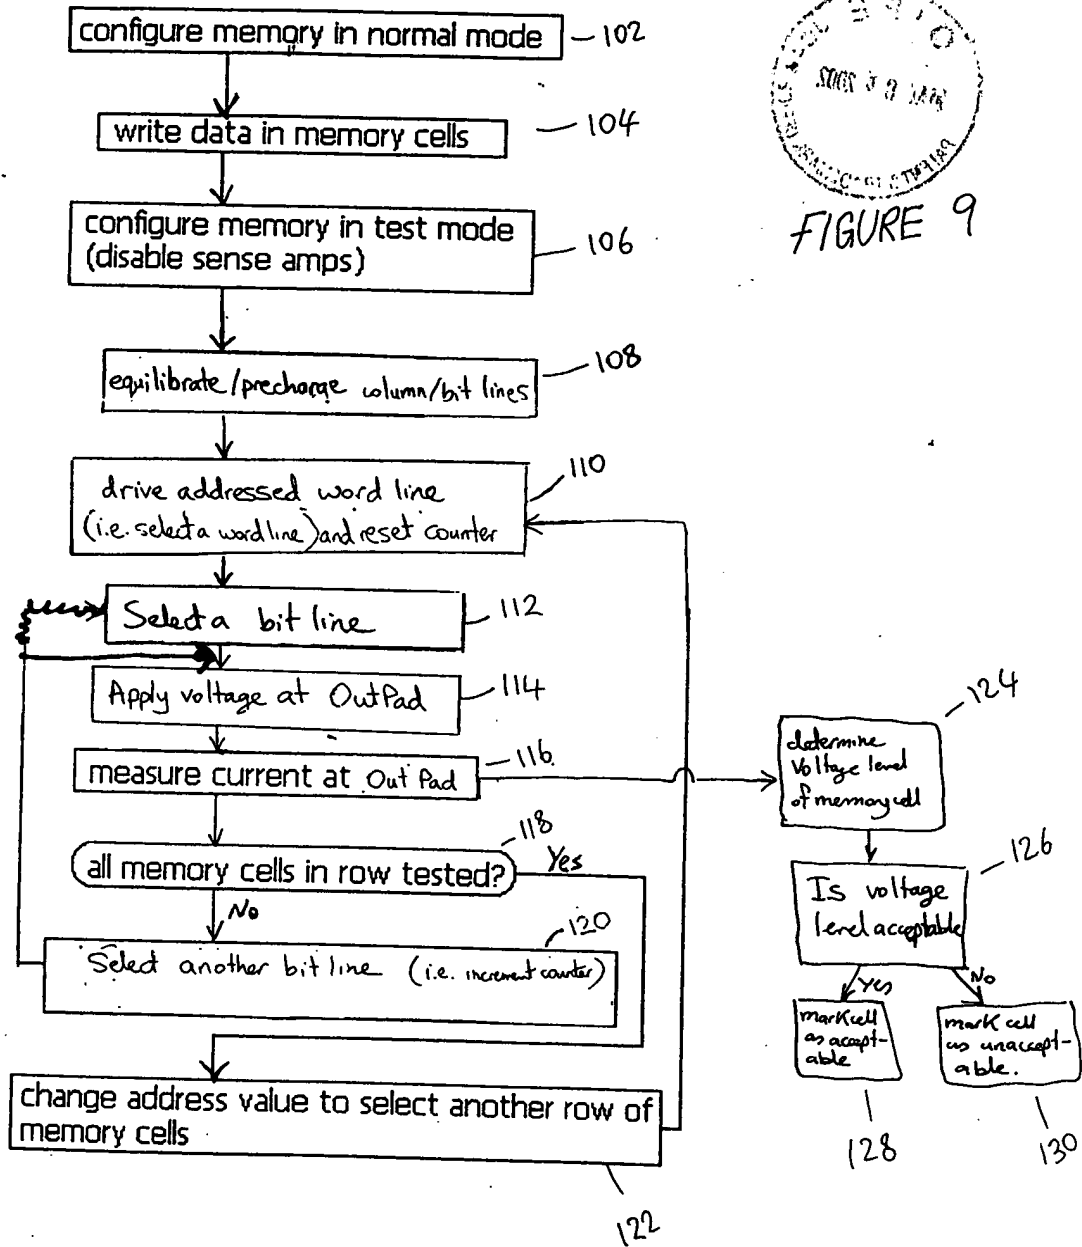 configure memory in normal mode
102
write data in memory cells
104
configure memory in test mode
(disable sense amps)
106
equilibrate/precharge column/bit lines
108
drive addressed word line
(i.e. select a word line) and reset counter
110
Select a bit line
112
Apply voltage at OutPad
114
measure current at Out Pad
116
all memory cells in row tested?
118
Yes
No
Select another bit line (i.e. increment counter)
120
change address value to select another row of
memory cells
122
determine
voltage level
of memory cell
124
Is voltage
level acceptable
126
Yes
No
mark cell
as accept-
able
128
mark cell
as unaccept-
able.
130
FIGURE 9